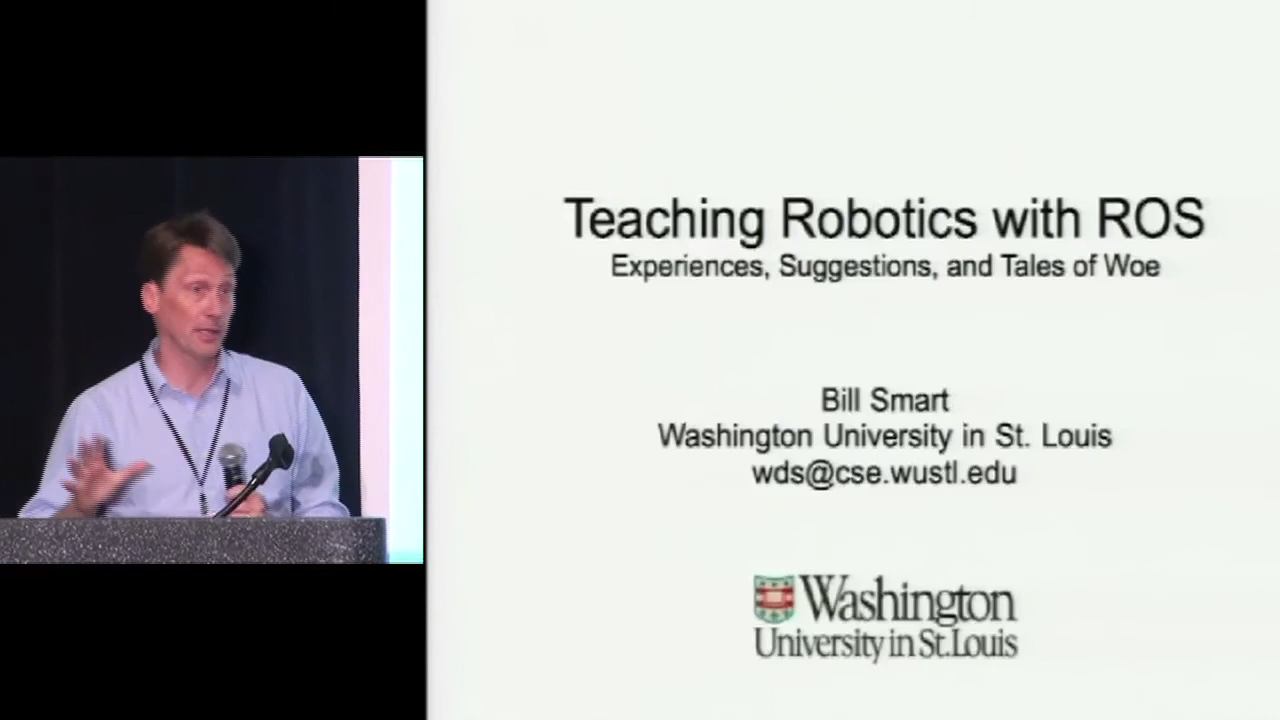 Teaching Robotics with ROS
Experiences, Suggestions, and Tales of Woe
Bill Smart
Washington University in St. Louis
wds@cse.wustl.edu
Washington
University in St. Louis